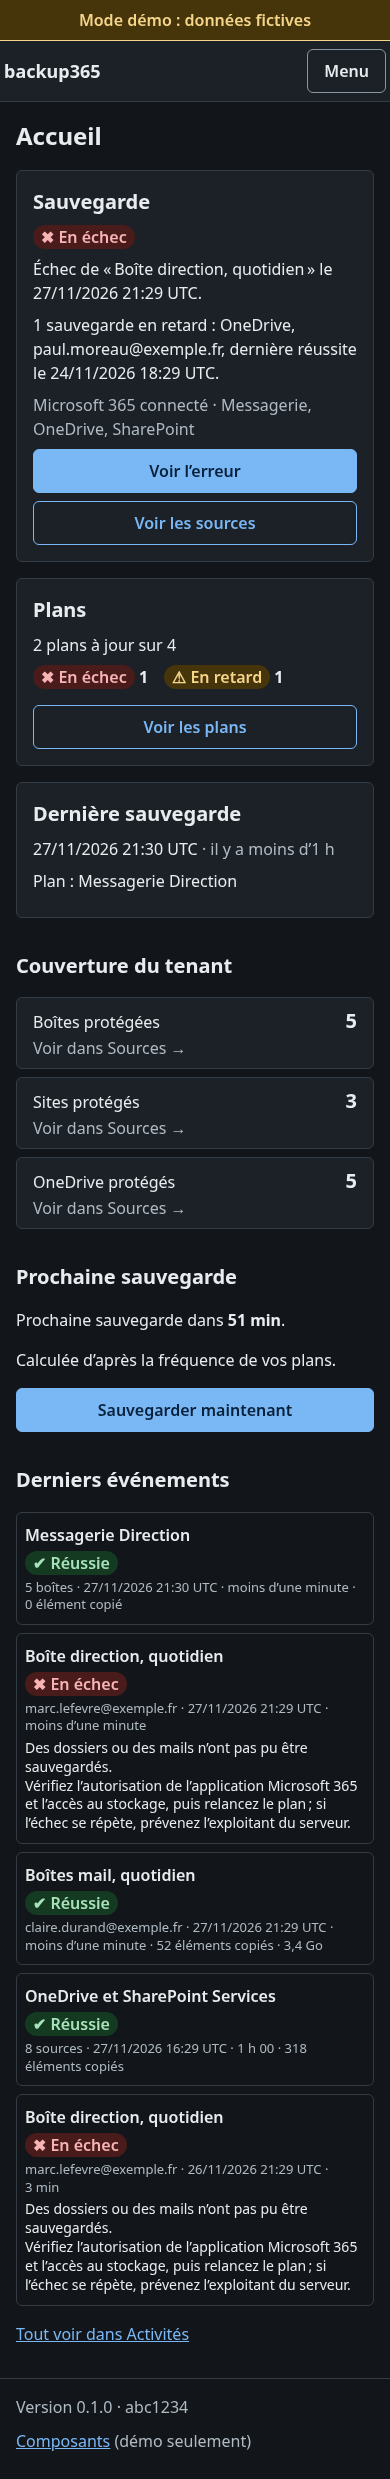 Mode démo : données fictives
backup365
Menu
Accueil
Sauvegarde
✖ En échec
Échec de « Boîte direction, quotidien » le
27/11/2026 21:29 UTC.
1 sauvegarde en retard : OneDrive,
paul.moreau@exemple.fr, dernière réussite
le 24/11/2026 18:29 UTC.
Microsoft 365 connecté · Messagerie,
OneDrive, SharePoint
Voir l’erreur
Voir les sources
Plans
2 plans à jour sur 4
✖ En échec 1 ⚠ En retard 1
Voir les plans
Dernière sauvegarde
27/11/2026 21:30 UTC · il y a moins d’1 h
Plan : Messagerie Direction
Couverture du tenant
Boîtes protégées 5
Voir dans Sources →
Sites protégés 3
Voir dans Sources →
OneDrive protégés 5
Voir dans Sources →
Prochaine sauvegarde
Prochaine sauvegarde dans 51 min.
Calculée d’après la fréquence de vos plans.
Sauvegarder maintenant
Derniers événements
Messagerie Direction
✔ Réussie
5 boîtes · 27/11/2026 21:30 UTC · moins d’une minute ·
0 élément copié
Boîte direction, quotidien
✖ En échec
marc.lefevre@exemple.fr · 27/11/2026 21:29 UTC ·
moins d’une minute
Des dossiers ou des mails n’ont pas pu être
sauvegardés.
Vérifiez l’autorisation de l’application Microsoft 365
et l’accès au stockage, puis relancez le plan ; si
l’échec se répète, prévenez l’exploitant du serveur.
Boîtes mail, quotidien
✔ Réussie
claire.durand@exemple.fr · 27/11/2026 21:29 UTC ·
moins d’une minute · 52 éléments copiés · 3,4 Go
OneDrive et SharePoint Services
✔ Réussie
8 sources · 27/11/2026 16:29 UTC · 1 h 00 · 318
éléments copiés
Boîte direction, quotidien
✖ En échec
marc.lefevre@exemple.fr · 26/11/2026 21:29 UTC ·
3 min
Des dossiers ou des mails n’ont pas pu être
sauvegardés.
Vérifiez l’autorisation de l’application Microsoft 365
et l’accès au stockage, puis relancez le plan ; si
l’échec se répète, prévenez l’exploitant du serveur.
Tout voir dans Activités
Version 0.1.0 · abc1234
Composants (démo seulement)